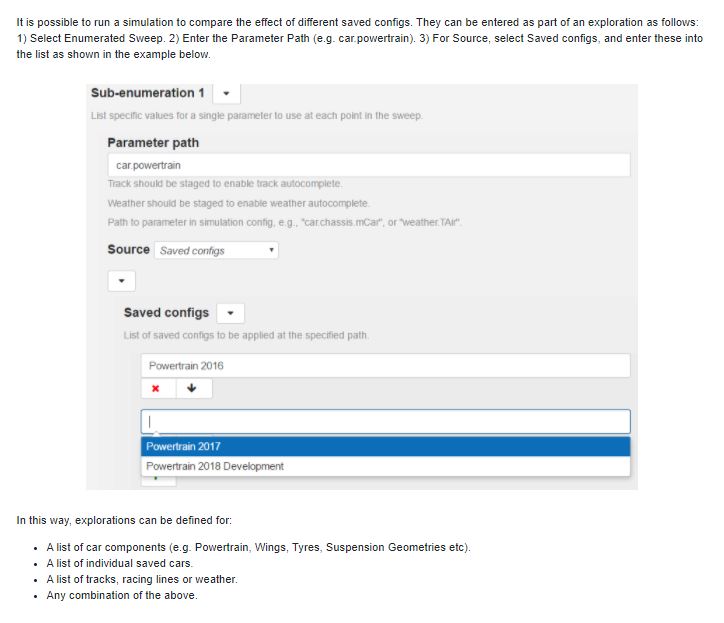 It is possible to run a simulation to compare the effect of different saved configs. They can be entered as part of an exploration as follows:
1) Select Enumerated Sweep. 2) Enter the Parameter Path (e.g. car.powertrain). 3) For Source, select Saved configs, and enter these into
the list as shown in the example below.
Sub-enumeration 1
List specific values for a single parameter to use at each point in the sweep.
Parameter path
car.powertrain
Track should be staged to enable track autocomplete.
Weather should be staged to enable weather autocomplete.
Path to parameter in simulation config, e.g., "car.chassis.mCar", or "weather.TAir".
Source Saved configs
Saved configs
List of saved configs to be applied at the specified path.
Powertrain 2016
Powertrain 2017
Powertrain 2018 Development
In this way, explorations can be defined for:
• A list of car components (e.g. Powertrain, Wings, Tyres, Suspension Geometries etc).
• A list of individual saved cars.
• A list of tracks, racing lines or weather.
• Any combination of the above.